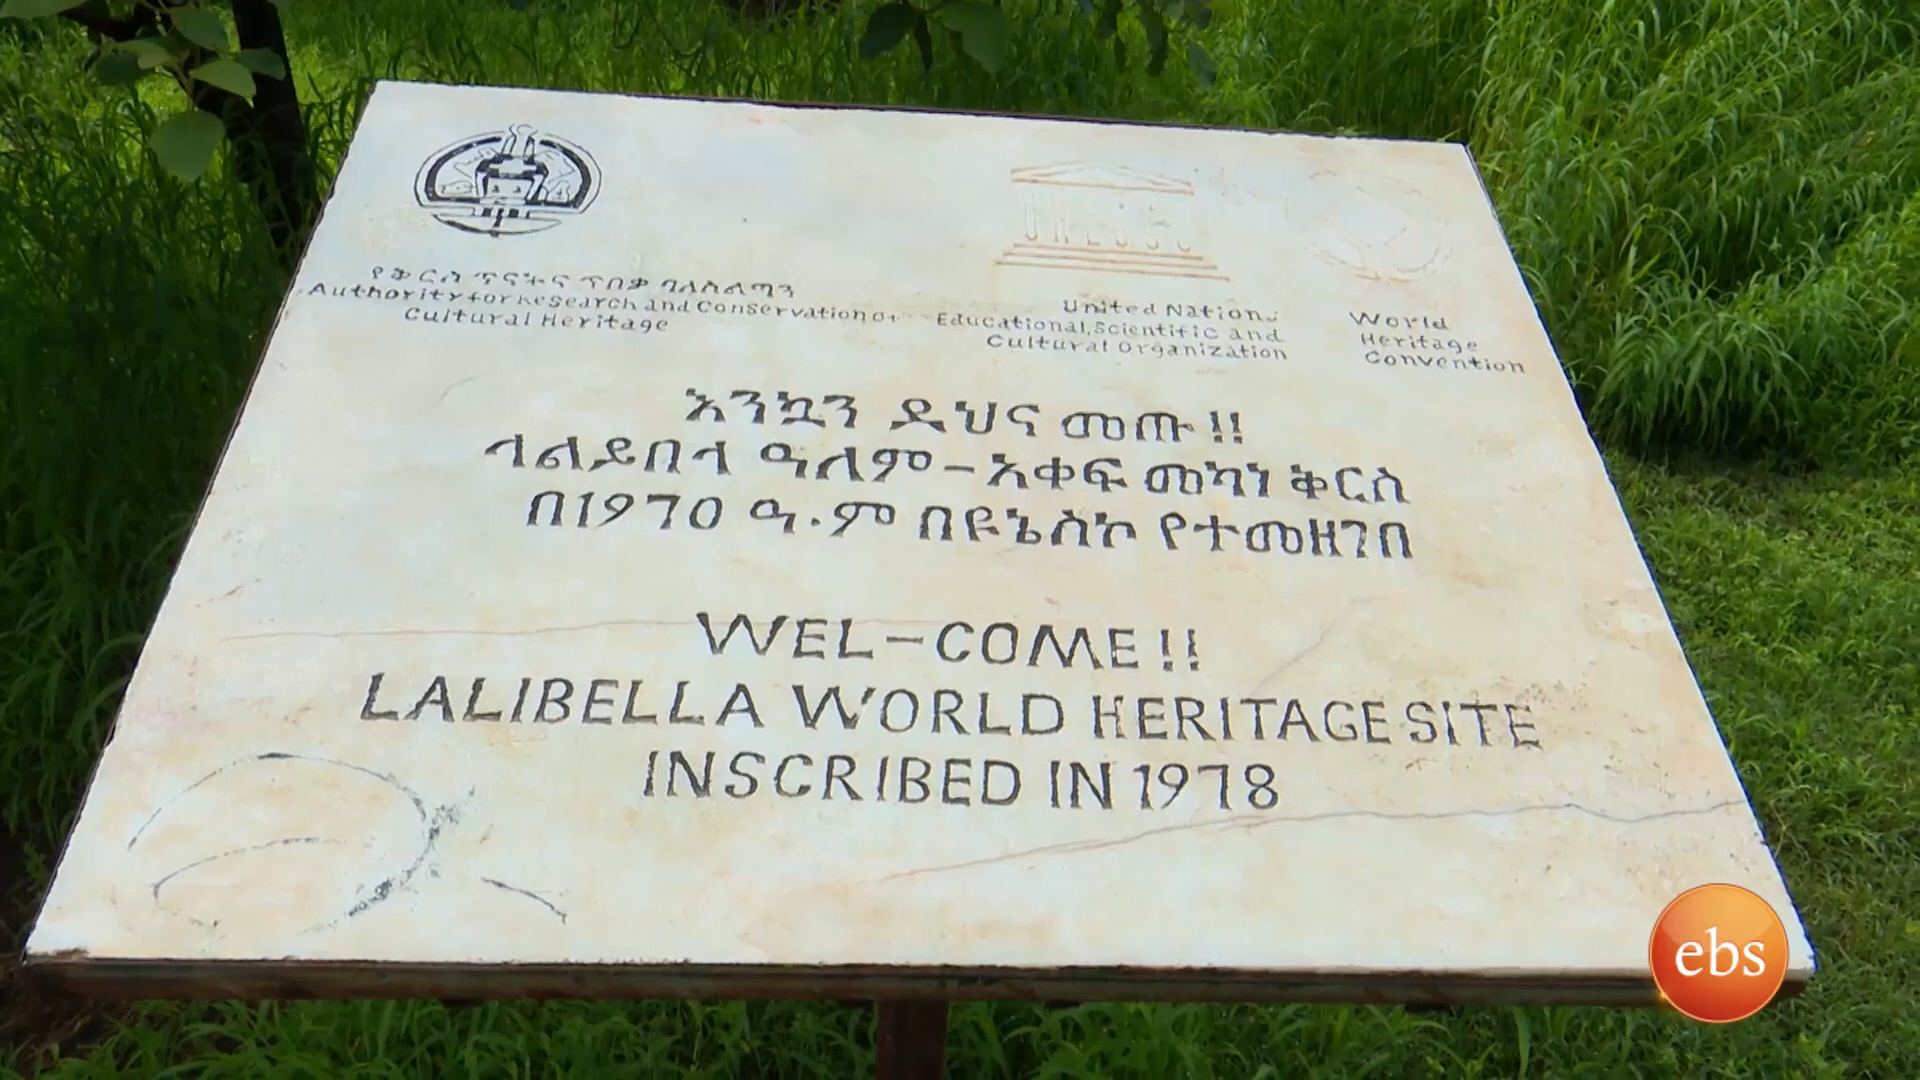 የቅርስ ጥናትና ጥበቃ ባለስልጣን
Authority for Research and Conservation of
Cultural Heritage
UNESCO
United Nations
Educational, Scientific and
Cultural Organization
World
Heritage
Convention
እንኳን ደህና መጡ !!
ላልይበላ ዓለም-አቀፍ መካነ ቅርስ
በ1970 ዓ.ም በዩኔስኮ የተመዘገበ
WEL-COME !!
LALIBELLA WORLD HERITAGE SITE
INSCRIBED IN 1978
ebs